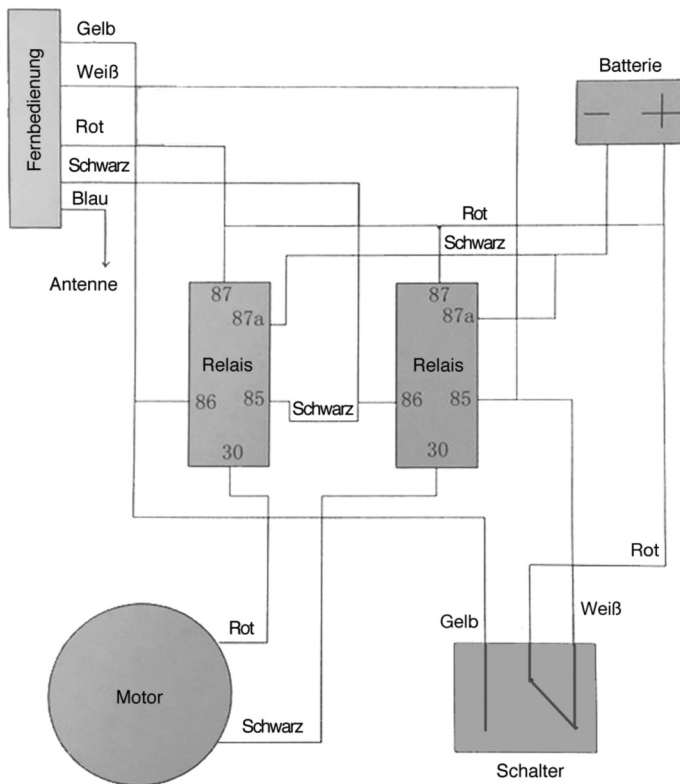 Gelb
Weiß
Batterie
Fernbedienung
Rot
Schwarz
Blau
Rot
Schwarz
Antenne
87
87
87a
87a
Relais
Relais
86
85
Schwarz
86
85
30
30
Rot
Gelb
Weiß
Rot
Motor
Schwarz
Schalter